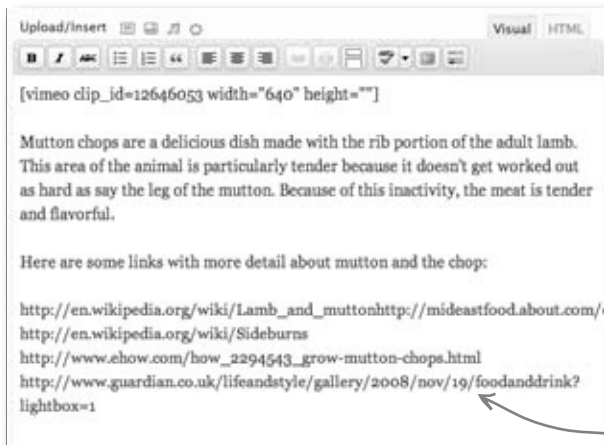 Upload/Insert
Visual HTML
B I ABC
[vimeo clip_id=12646053 width="640" height=""]
Mutton chops are a delicious dish made with the rib portion of the adult lamb.
This area of the animal is particularly tender because it doesn't get worked out
as hard as say the leg of the mutton. Because of this inactivity, the meat is tender
and flavorful.
Here are some links with more detail about mutton and the chop:
http://en.wikipedia.org/wiki/Lamb_and_muttonhttp://mideastfood.about.com/
http://en.wikipedia.org/wiki/Sideburns
http://www.ehow.com/how_2294543_grow-mutton-chops.html
http://www.guardian.co.uk/lifeandstyle/gallery/2008/nov/19/foodanddrink?
lightbox=1